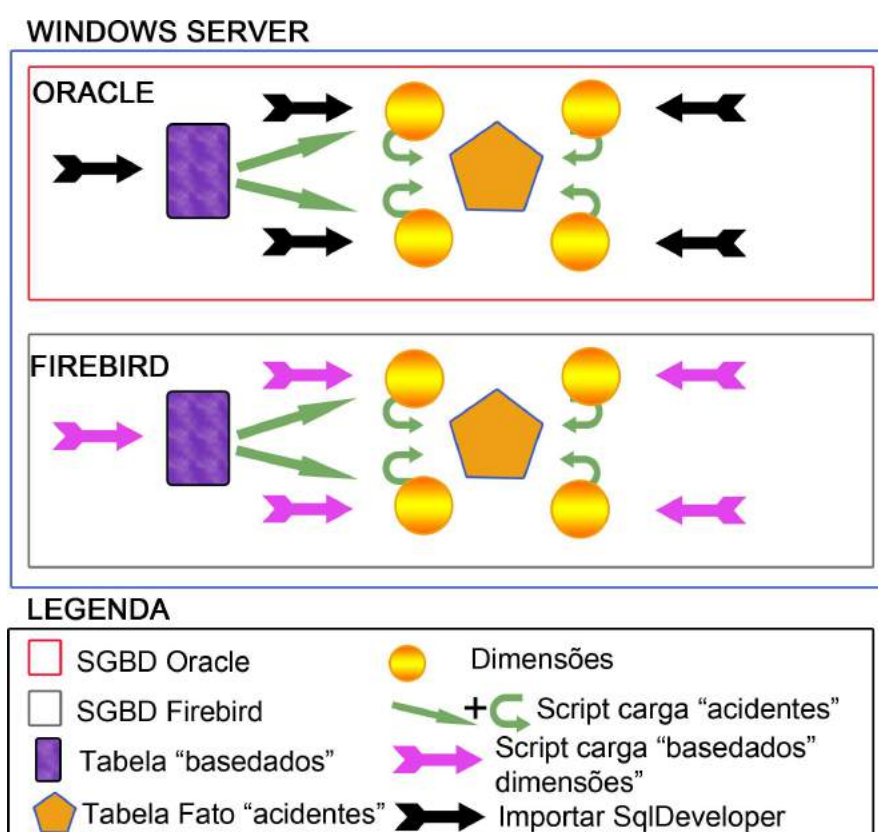 WINDOWS SERVER
ORACLE
FIREBIRD
LEGENDA
SGBD Oracle
Dimensões
SGBD Firebird
+ Script carga “acidentes”
Tabela “basedados”
Script carga “basedados”
dimensões”
Tabela Fato “acidentes”
Importar SqlDeveloper